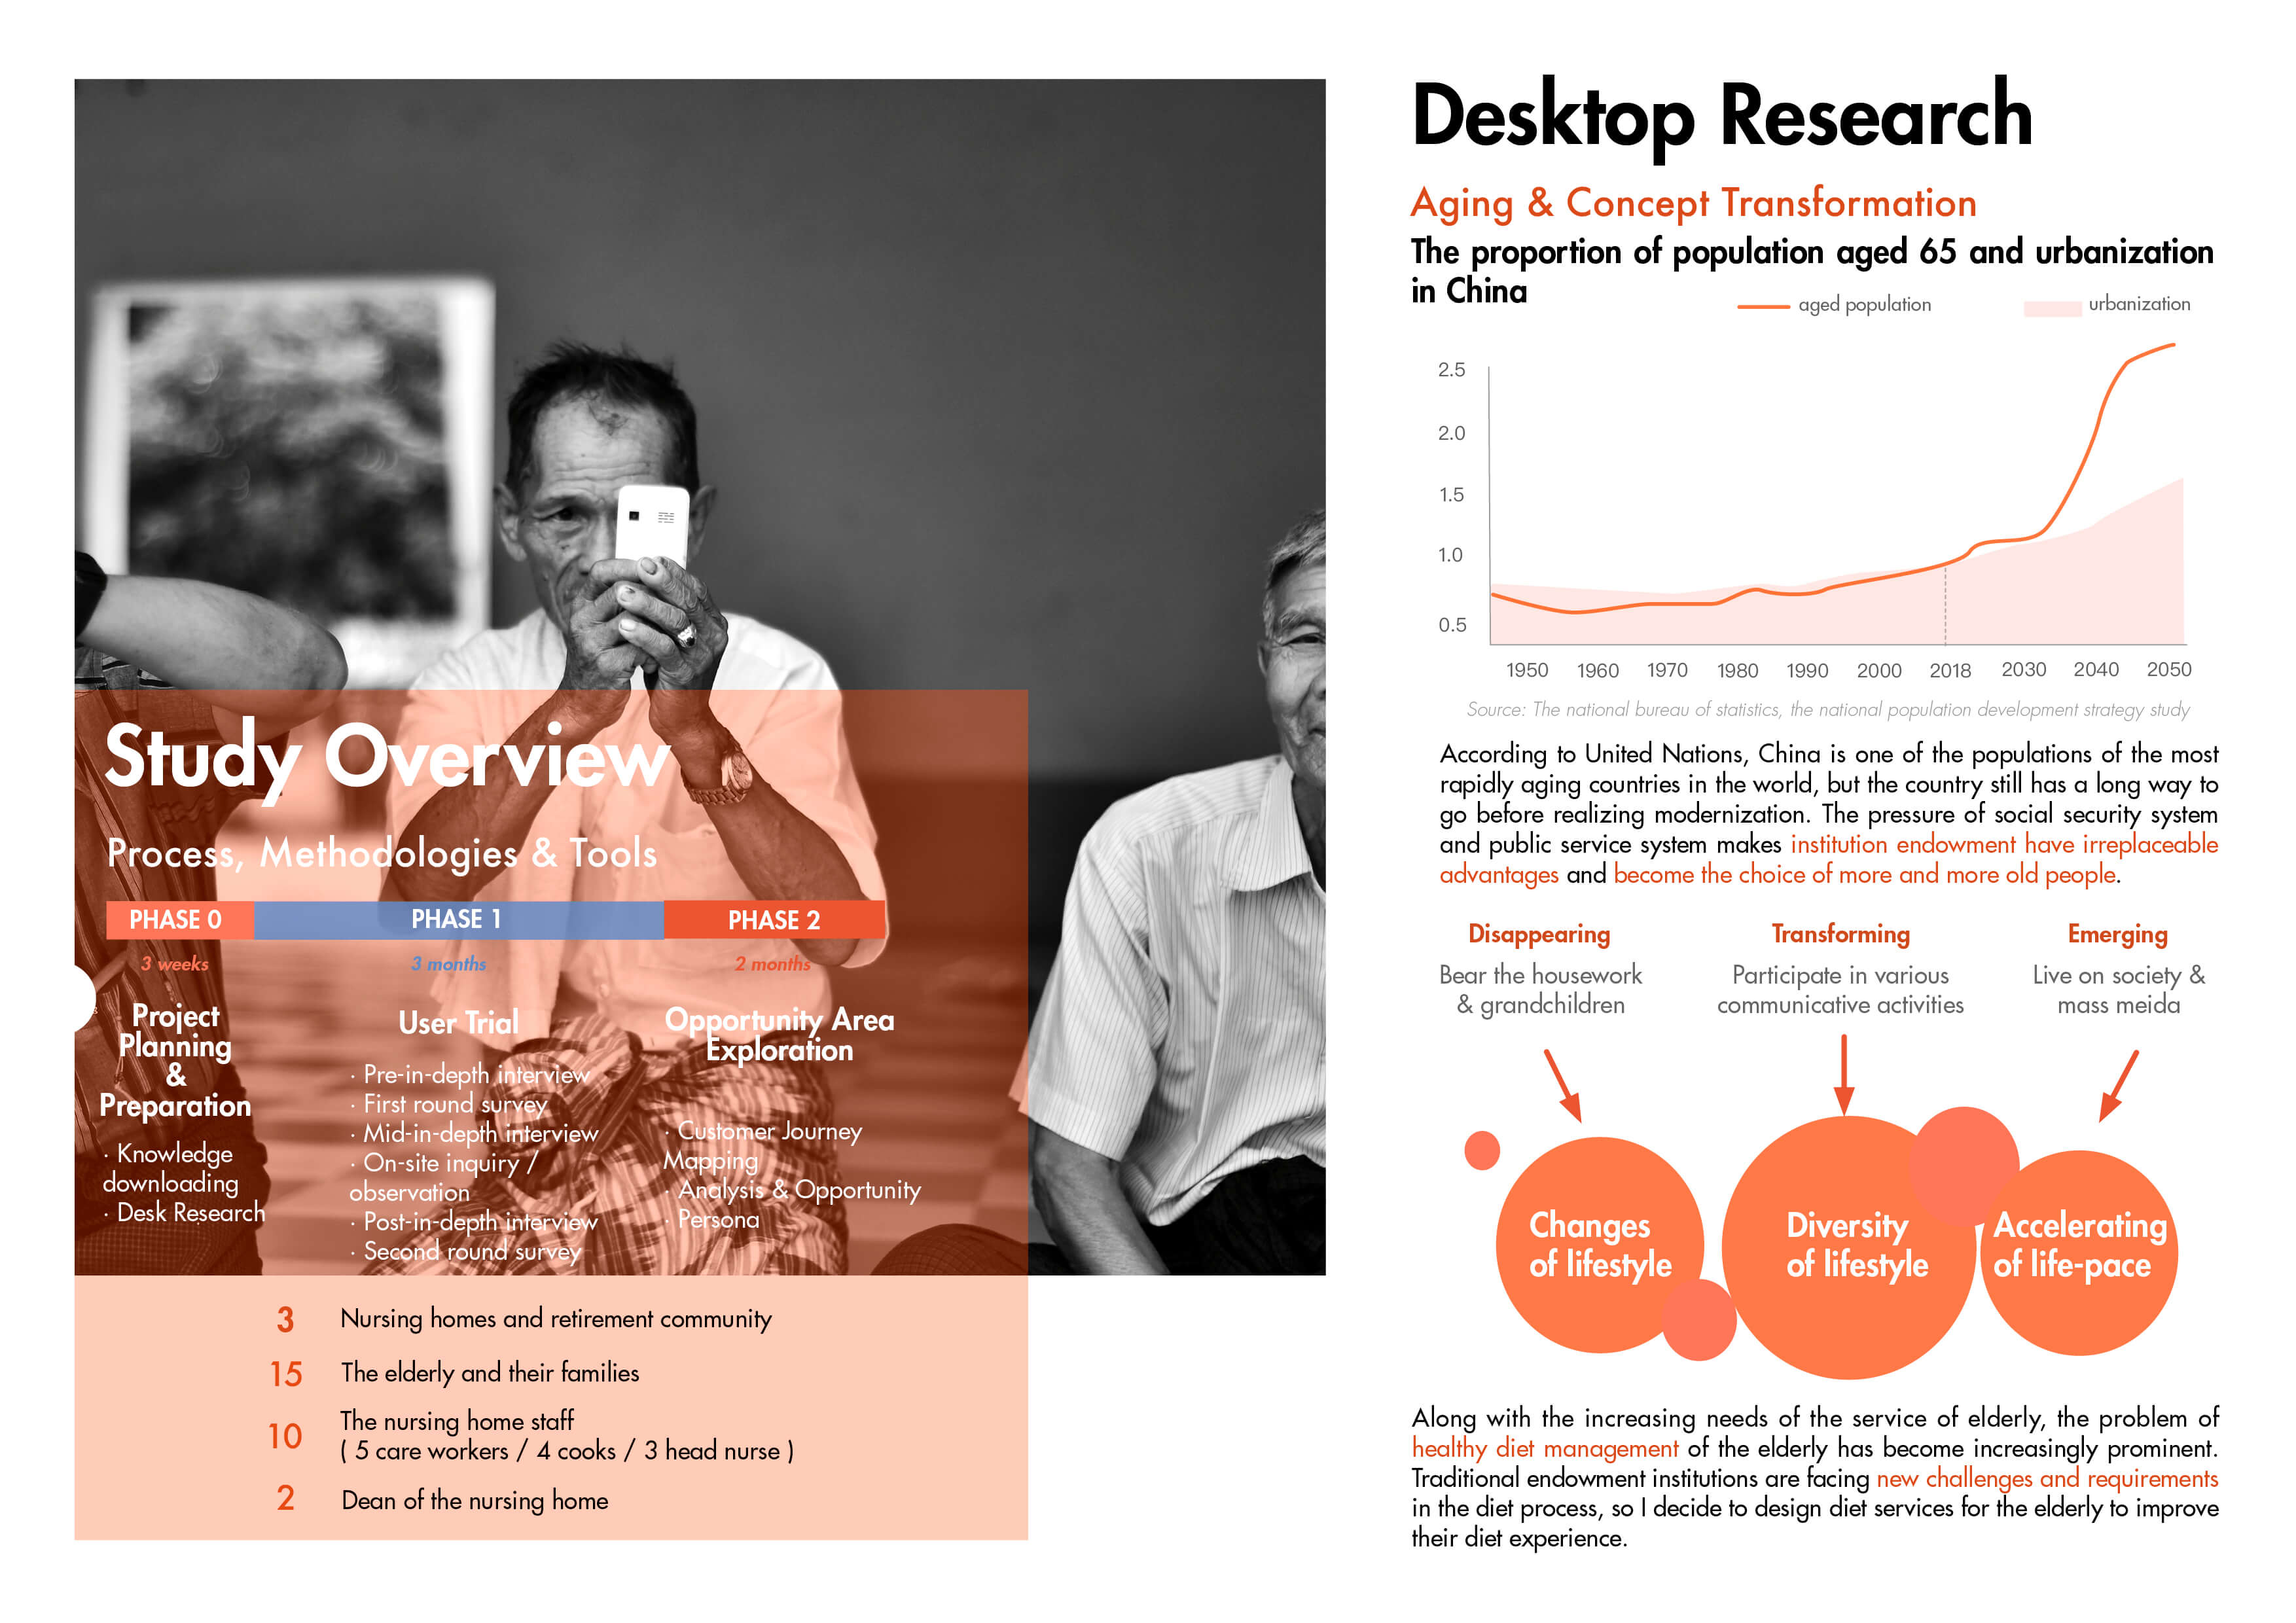 Study Overview
Process, Methodologies & Tools
PHASE 0
PHASE 1
PHASE 2
3 weeks
3 months
2 months
Project
Planning
&
Preparation
· Knowledge
downloading
· Desk Research
User Trial
· Pre-in-depth interview
· First round survey
· Mid-in-depth interview
· On-site inquiry /
observation
· Post-in-depth interview
· Second round survey
Opportunity Area
Exploration
· Customer Journey
Mapping
· Analysis & Opportunity
· Persona
3 Nursing homes and retirement community
15 The elderly and their families
10 The nursing home staff
( 5 care workers / 4 cooks / 3 head nurse )
2 Dean of the nursing home
Desktop Research
Aging & Concept Transformation
The proportion of population aged 65 and urbanization
in China
aged population
urbanization
2.5
2.0
1.5
1.0
0.5
1950 1960 1970 1980 1990 2000 2018 2030 2040 2050
Source: The national bureau of statistics, the national population development strategy study
According to United Nations, China is one of the populations of the most
rapidly aging countries in the world, but the country still has a long way to
go before realizing modernization. The pressure of social security system
and public service system makes institution endowment have irreplaceable
advantages and become the choice of more and more old people.
Disappearing
Bear the housework
& grandchildren
Transforming
Participate in various
communicative activities
Emerging
Live on society &
mass meida
Changes
of lifestyle
Diversity
of lifestyle
Accelerating
of life-pace
Along with the increasing needs of the service of elderly, the problem of
healthy diet management of the elderly has become increasingly prominent.
Traditional endowment institutions are facing new challenges and requirements
in the diet process, so I decide to design diet services for the elderly to improve
their diet experience.